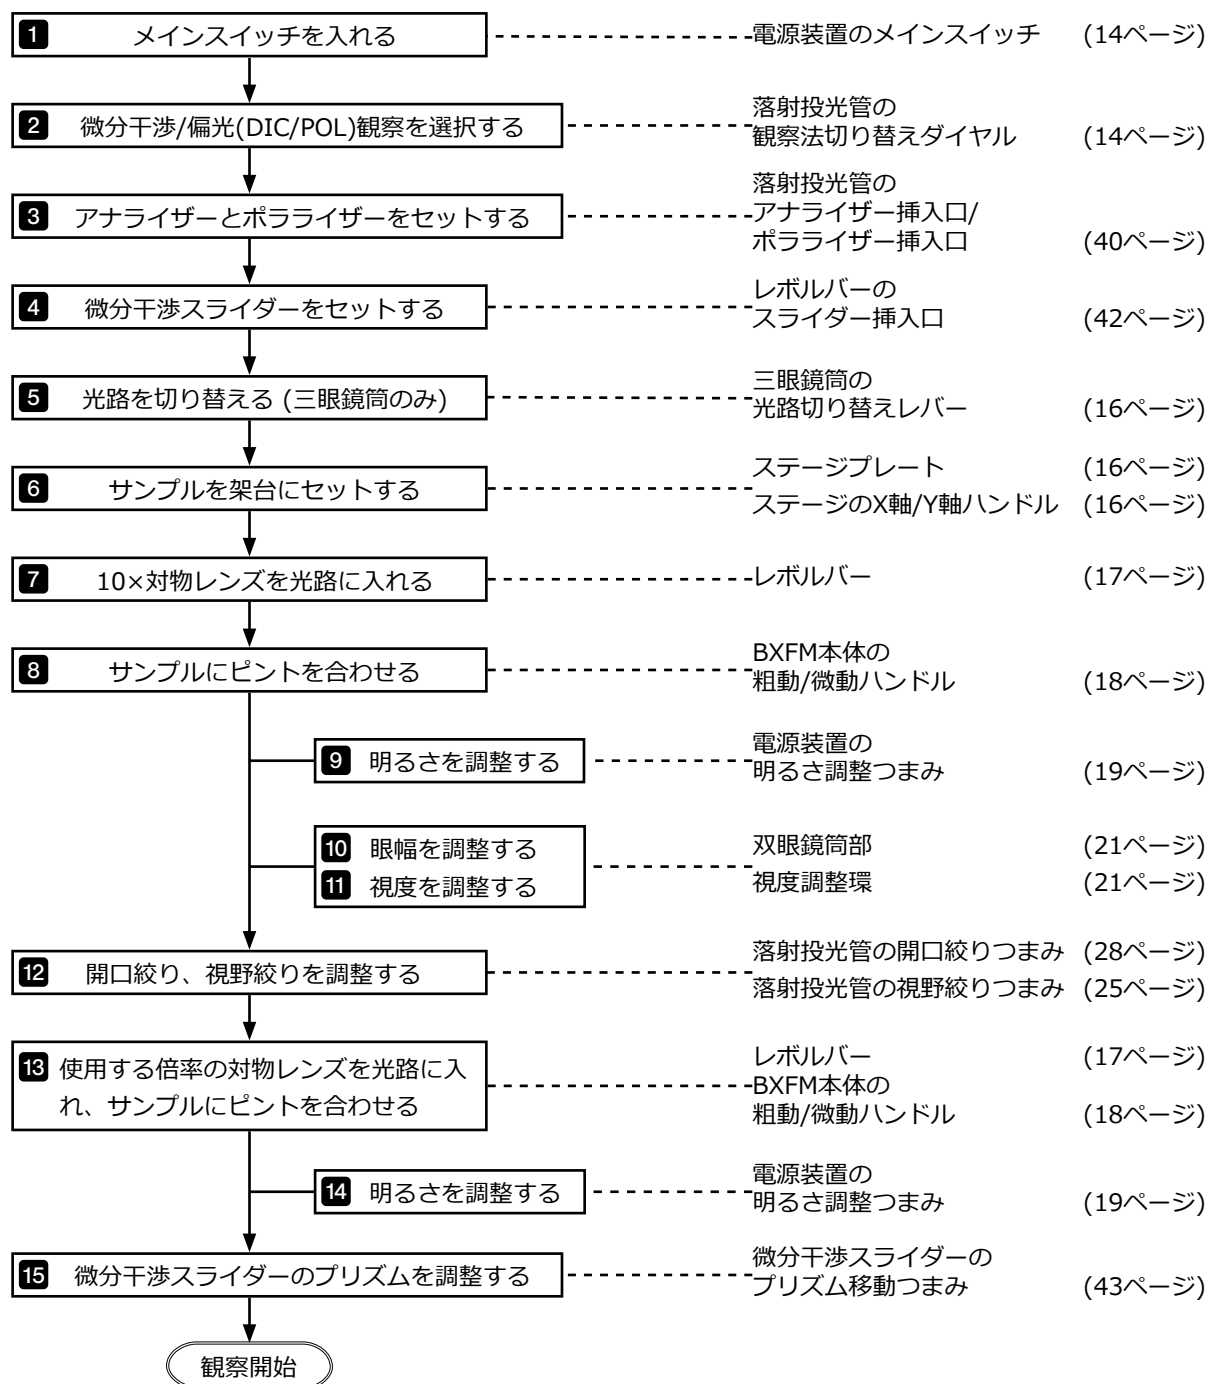 1 メインスイッチを入れる 電源装置のメインスイッチ (14ページ)
2 微分干渉/偏光(DIC/POL)観察を選択する 落射投光管の
観察法切り替えダイヤル (14ページ)
3 アナライザーとポラライザーをセットする 落射投光管の
アナライザー挿入口/
ポラライザー挿入口 (40ページ)
4 微分干渉スライダーをセットする レボルバーの
スライダー挿入口 (42ページ)
5 光路を切り替える (三眼鏡筒のみ) 三眼鏡筒の
光路切り替えレバー (16ページ)
6 サンプルを架台にセットする ステージプレート (16ページ)
ステージのX軸/Y軸ハンドル (16ページ)
7 10×対物レンズを光路に入れる レボルバー (17ページ)
8 サンプルにピントを合わせる BXFM本体の
粗動/微動ハンドル (18ページ)
9 明るさを調整する 電源装置の
明るさ調整つまみ (19ページ)
10 眼幅を調整する 双眼鏡筒部 (21ページ)
11 視度を調整する 視度調整環 (21ページ)
12 開口絞り、視野絞りを調整する 落射投光管の開口絞りつまみ (28ページ)
落射投光管の視野絞りつまみ (25ページ)
13 使用する倍率の対物レンズを光路に入
れ、サンプルにピントを合わせる
レボルバー (17ページ)
BXFM本体の
粗動/微動ハンドル (18ページ)
14 明るさを調整する 電源装置の
明るさ調整つまみ (19ページ)
15 微分干渉スライダーのプリズムを調整する 微分干渉スライダーの
プリズム移動つまみ (43ページ)
観察開始